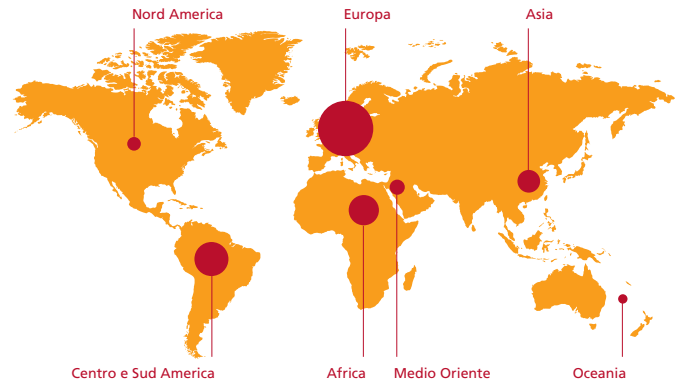 Nord America
Europa
Asia
Centro e Sud America
Africa
Medio Oriente
Oceania